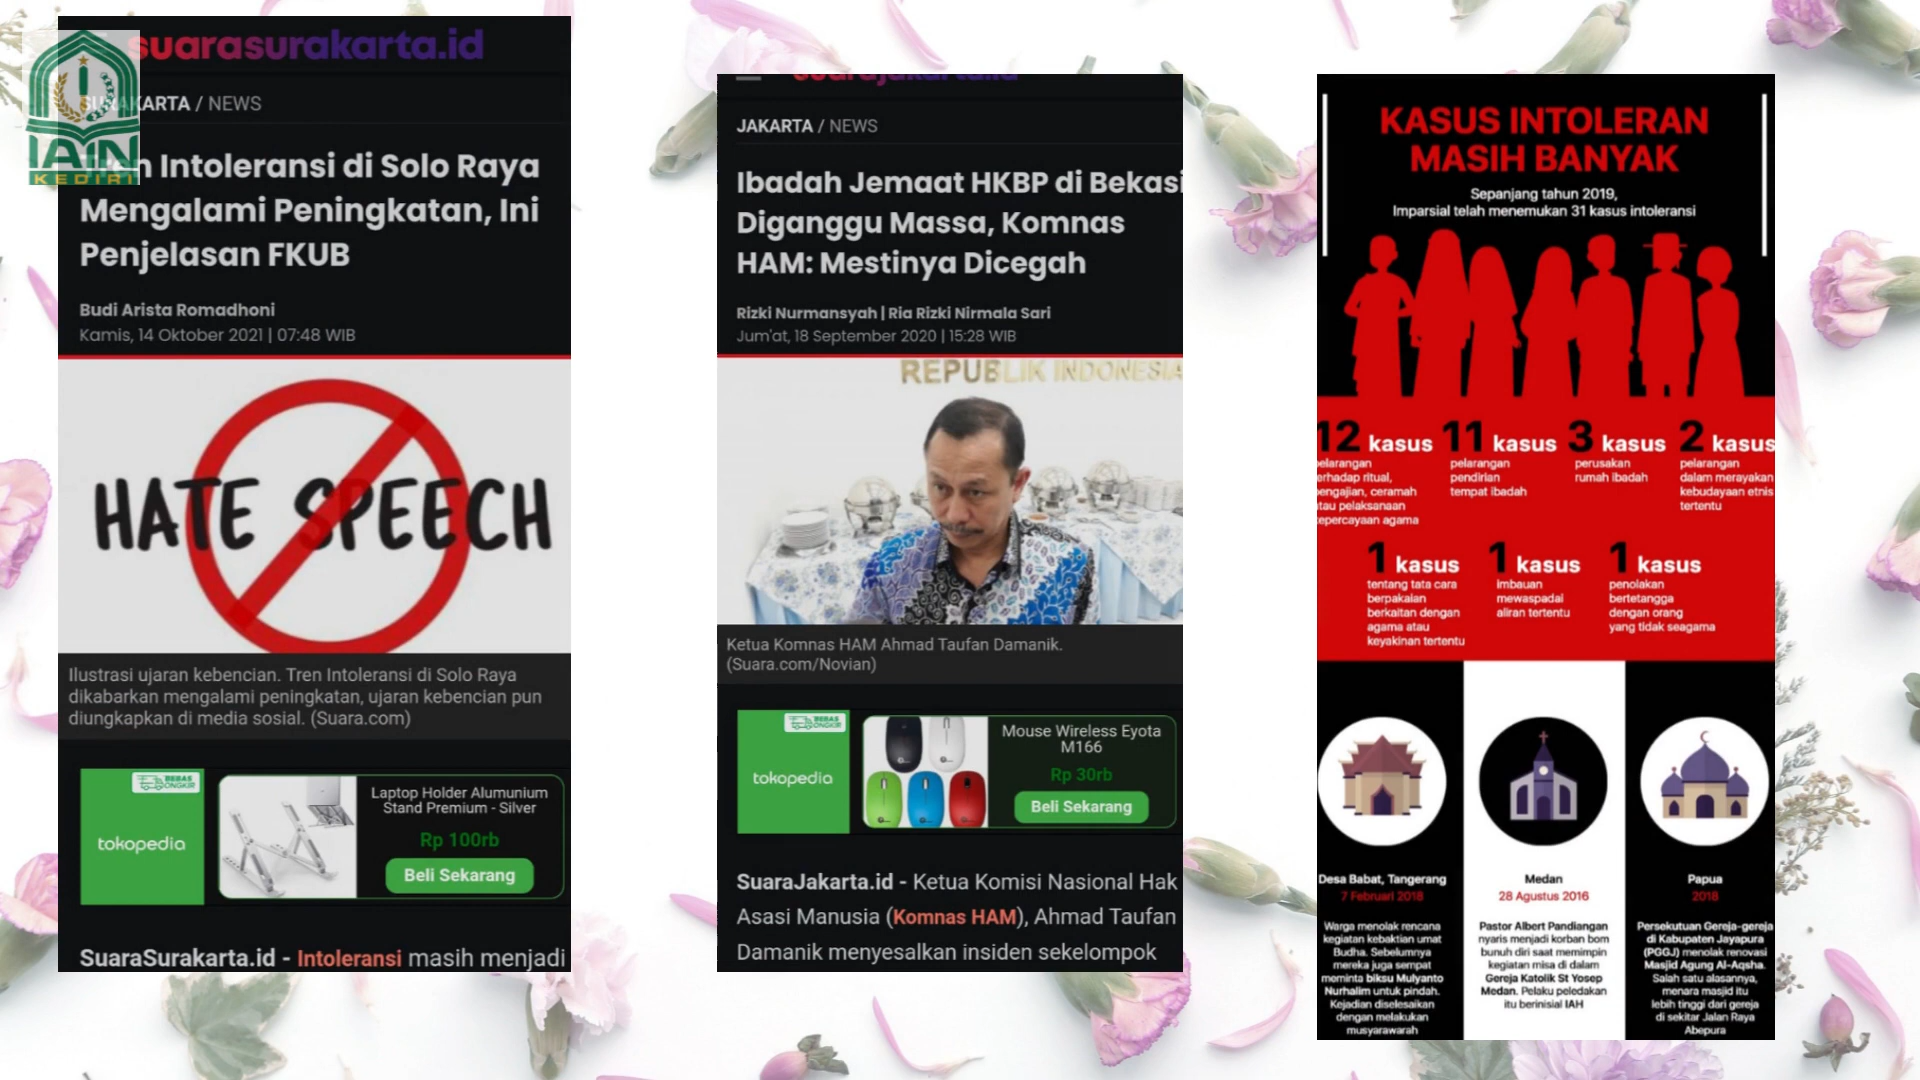 suarasurakarta.id
SURAKARTA / NEWS
IAIN
KEDIRI
Tren Intoleransi di Solo Raya
Mengalami Peningkatan, Ini
Penjelasan FKUB
Budi Arista Romadhoni
Kamis, 14 Oktober 2021 | 07:48 WIB
HATE SPEECH
Ilustrasi ujaran kebencian. Tren Intoleransi di Solo Raya
dikabarkan mengalami peningkatan, ujaran kebencian pun
diungkapkan di media sosial. (Suara.com)
BEBAS
ONGKIR
tokopedia
Laptop Holder Alumunium
Stand Premium - Silver
Rp 100rb
Beli Sekarang
SuaraSurakarta.id - Intoleransi masih menjadi
suarajakarta.id
JAKARTA / NEWS
Ibadah Jemaat HKBP di Bekasi
Diganggu Massa, Komnas
HAM: Mestinya Dicegah
Rizki Nurmansyah | Ria Rizki Nirmala Sari
Jum'at, 18 September 2020 | 15:28 WIB
REPUBLIK INDONESIA
Ketua Komnas HAM Ahmad Taufan Damanik.
(Suara.com/Novian)
BEBAS
ONGKIR
tokopedia
Mouse Wireless Eyota
M166
Rp 30rb
Beli Sekarang
SuaraJakarta.id - Ketua Komisi Nasional Hak
Asasi Manusia (Komnas HAM), Ahmad Taufan
Damanik menyesalkan insiden sekelompok
KASUS INTOLERAN
MASIH BANYAK
Sepanjang tahun 2019,
Imparsial telah menemukan 31 kasus intoleransi
12 kasus
elarangan
erhadap ritual,
pengajian, ceramah
atau pelaksanaan
kepercayaan agama
11 kasus
pelarangan
pendirian
tempat ibadah
3 kasus
perusakan
rumah ibadah
2 kasus
pelarangan
dalam merayakan
kebudayaan etnis
tertentu
1 kasus
tentang tata cara
berpakaian
berkaitan dengan
agama atau
keyakinan tertentu
1 kasus
imbauan
mewaspadai
aliran tertentu
1 kasus
penolakan
bertetangga
dengan orang
yang tidak seagama
Desa Babat, Tangerang
7 Februari 2018
Warga menolak rencana
kegiatan kebaktian umat
Budha. Sebelumnya
mereka juga sempat
meminta biksu Mulyanto
Nurhalim untuk pindah.
Kejadian diselesaikan
dengan melakukan
musyarawarah
Medan
28 Agustus 2016
Pastor Albert Pandiangan
nyaris menjadi korban bom
bunuh diri saat memimpin
kegiatan misa di dalam
Gereja Katolik St Yosep
Medan. Pelaku peledakan
itu berinisial IAH
Papua
2018
Persekutuan Gereja-gereja
di Kabupaten Jayapura
(PGGJ) menolak renovasi
Masjid Agung Al-Aqsha.
Salah satu alasannya,
menara masjid itu
lebih tinggi dari gereja
di sekitar Jalan Raya
Abepura